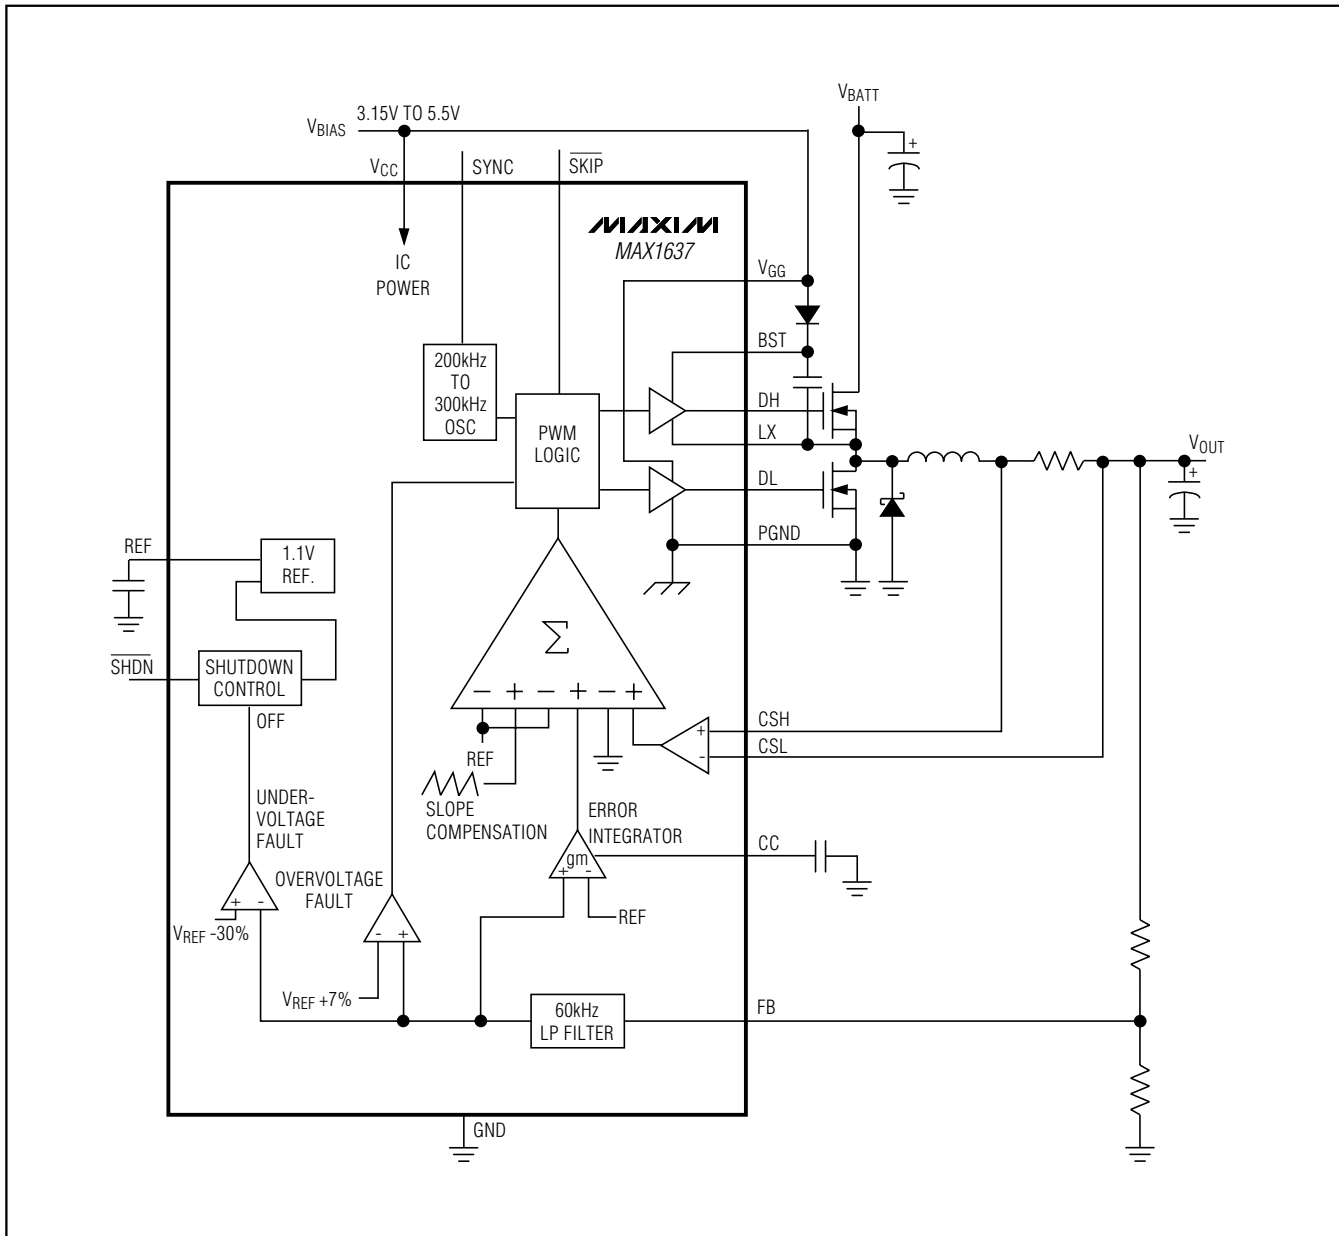 VBATT
3.15V TO 5.5V
VBIAS
+
VCC
SYNC
SKIP
MAXIM
MAX1637
IC
POWER
VGG
BST
200kHz
TO
300kHz
OSC
DH
PWM
LOGIC
LX
VOUT
+
DL
REF
1.1V
REF.
PGND
Σ
SHDN
SHUTDOWN
CONTROL
OFF
− + − + − +
CSH
+
CSL
-
REF
SLOPE
COMPENSATION
UNDER-
VOLTAGE
FAULT
ERROR
INTEGRATOR
CC
gm
+ -
OVERVOLTAGE
FAULT
+ -
REF
VREF -30%
- +
VREF +7%
60kHz
LP FILTER
FB
GND